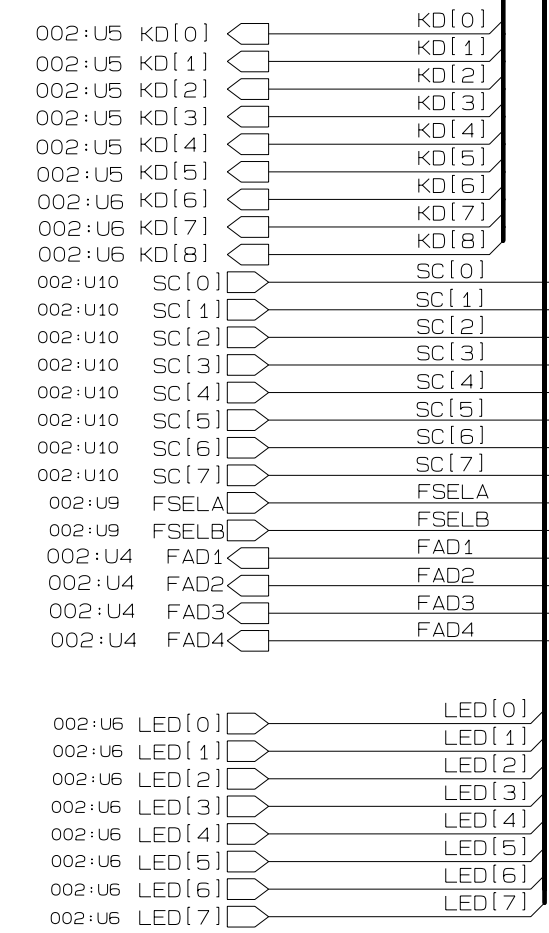 002:U5 KD[0] KD[0]
002:U5 KD[1] KD[1]
002:U5 KD[2] KD[2]
002:U5 KD[3] KD[3]
002:U5 KD[4] KD[4]
002:U5 KD[5] KD[5]
002:U6 KD[6] KD[6]
002:U6 KD[7] KD[7]
002:U6 KD[8] KD[8]
002:U10 SC[0] SC[0]
002:U10 SC[1] SC[1]
002:U10 SC[2] SC[2]
002:U10 SC[3] SC[3]
002:U10 SC[4] SC[4]
002:U10 SC[5] SC[5]
002:U10 SC[6] SC[6]
002:U10 SC[7] SC[7]
002:U9 FSELA FSELA
002:U9 FSELB FSELB
002:U4 FAD1 FAD1
002:U4 FAD2 FAD2
002:U4 FAD3 FAD3
002:U4 FAD4 FAD4
002:U6 LED[0] LED[0]
002:U6 LED[1] LED[1]
002:U6 LED[2] LED[2]
002:U6 LED[3] LED[3]
002:U6 LED[4] LED[4]
002:U6 LED[5] LED[5]
002:U6 LED[6] LED[6]
002:U6 LED[7] LED[7]